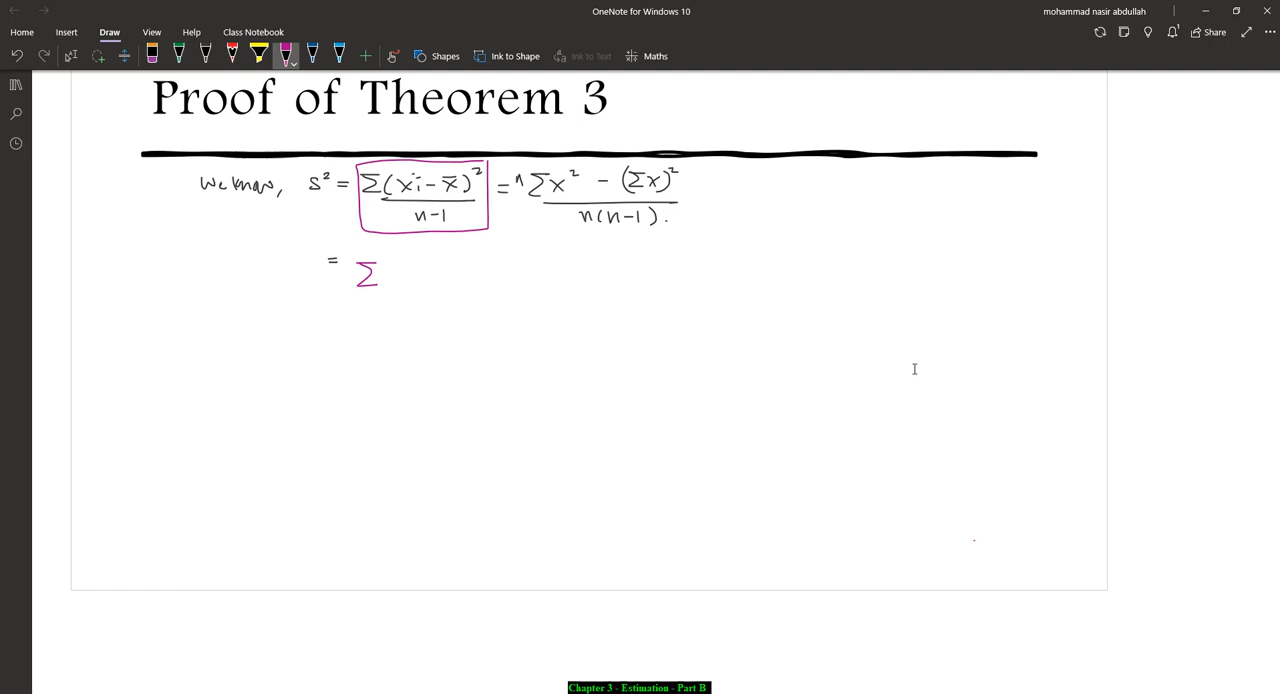 OneNote for Windows 10
mohammad nasir abdullah
Home Insert Draw View Help Class Notebook
1 Share
Shapes Ink to Shape Ink to Text Maths
Proof of Theorem 3
We know, s² = Σ(xi - x̄)² / n-1 = nΣx² - (Σx)² / n(n-1).
= Σ
Chapter 3 - Estimation - Part B